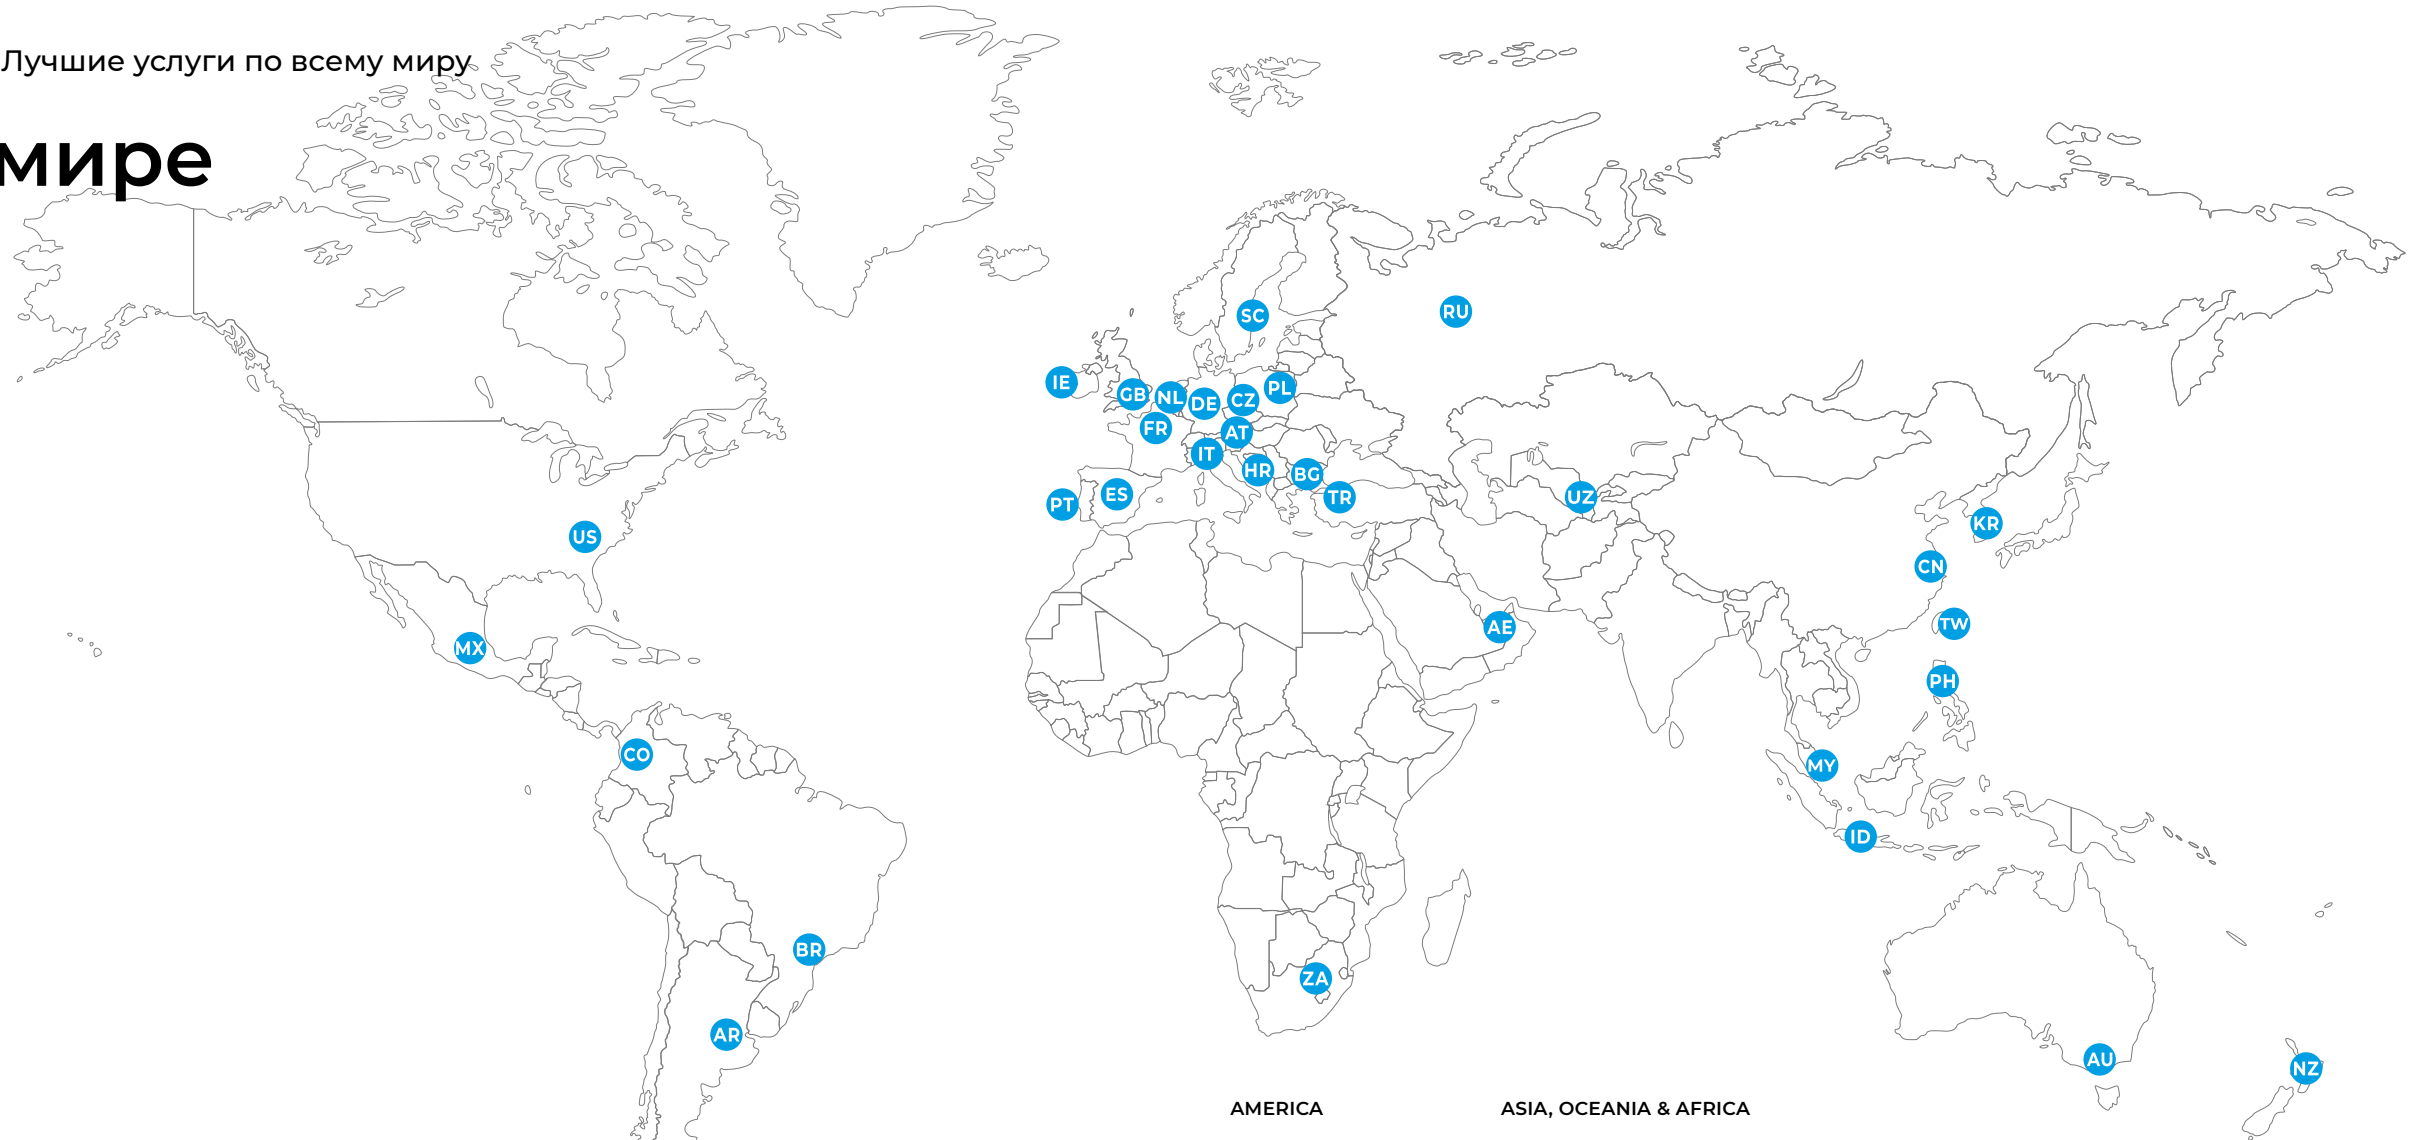 Лучшие услуги по всему миру
мире
SC
RU
IE
GB
NL
DE
CZ
PL
FR
AT
IT
HR
BG
PT
ES
TR
UZ
US
KR
CN
MX
AE
TW
PH
CO
MY
ID
BR
ZA
AR
AU
NZ
AMERICA
ASIA, OCEANIA & AFRICA